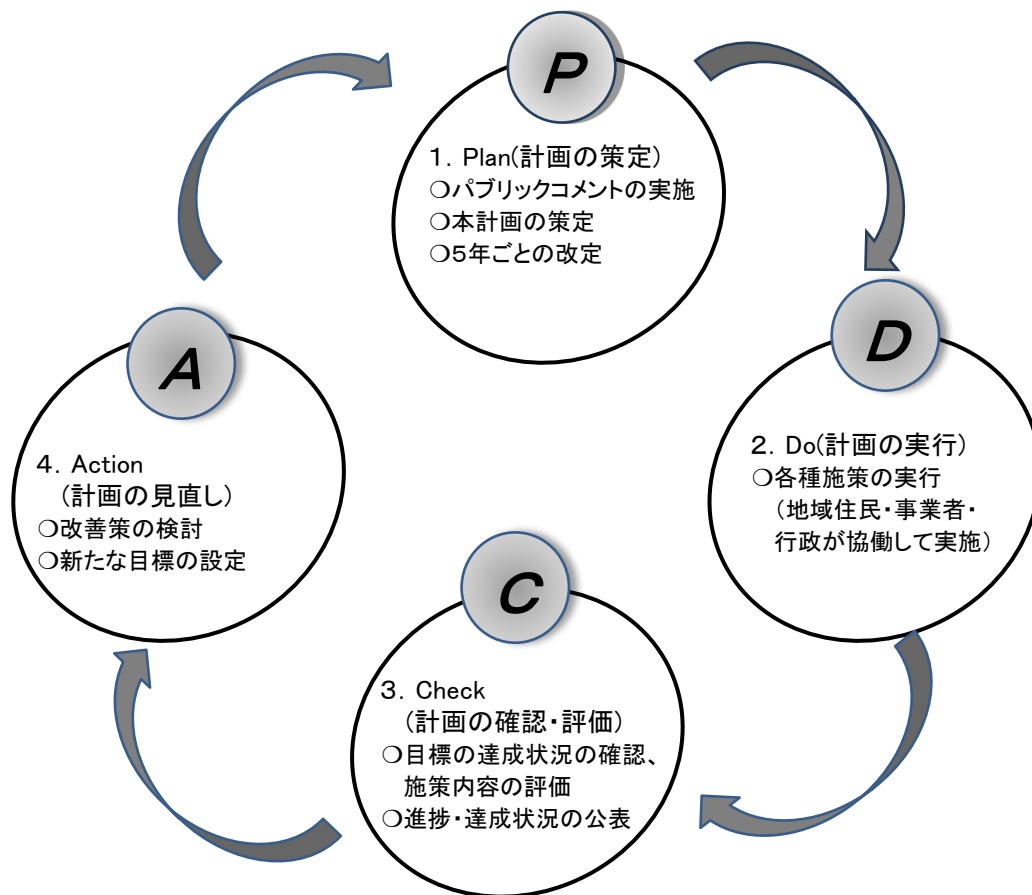 P
1. Plan(計画の策定)
○パブリックコメントの実施
○本計画の策定
○5年ごとの改定
D
2. Do(計画の実行)
○各種施策の実行
(地域住民・事業者・
行政が協働して実施)
C
3. Check
(計画の確認・評価)
○目標の達成状況の確認、
施策内容の評価
○進捗・達成状況の公表
A
4. Action
(計画の見直し)
○改善策の検討
○新たな目標の設定